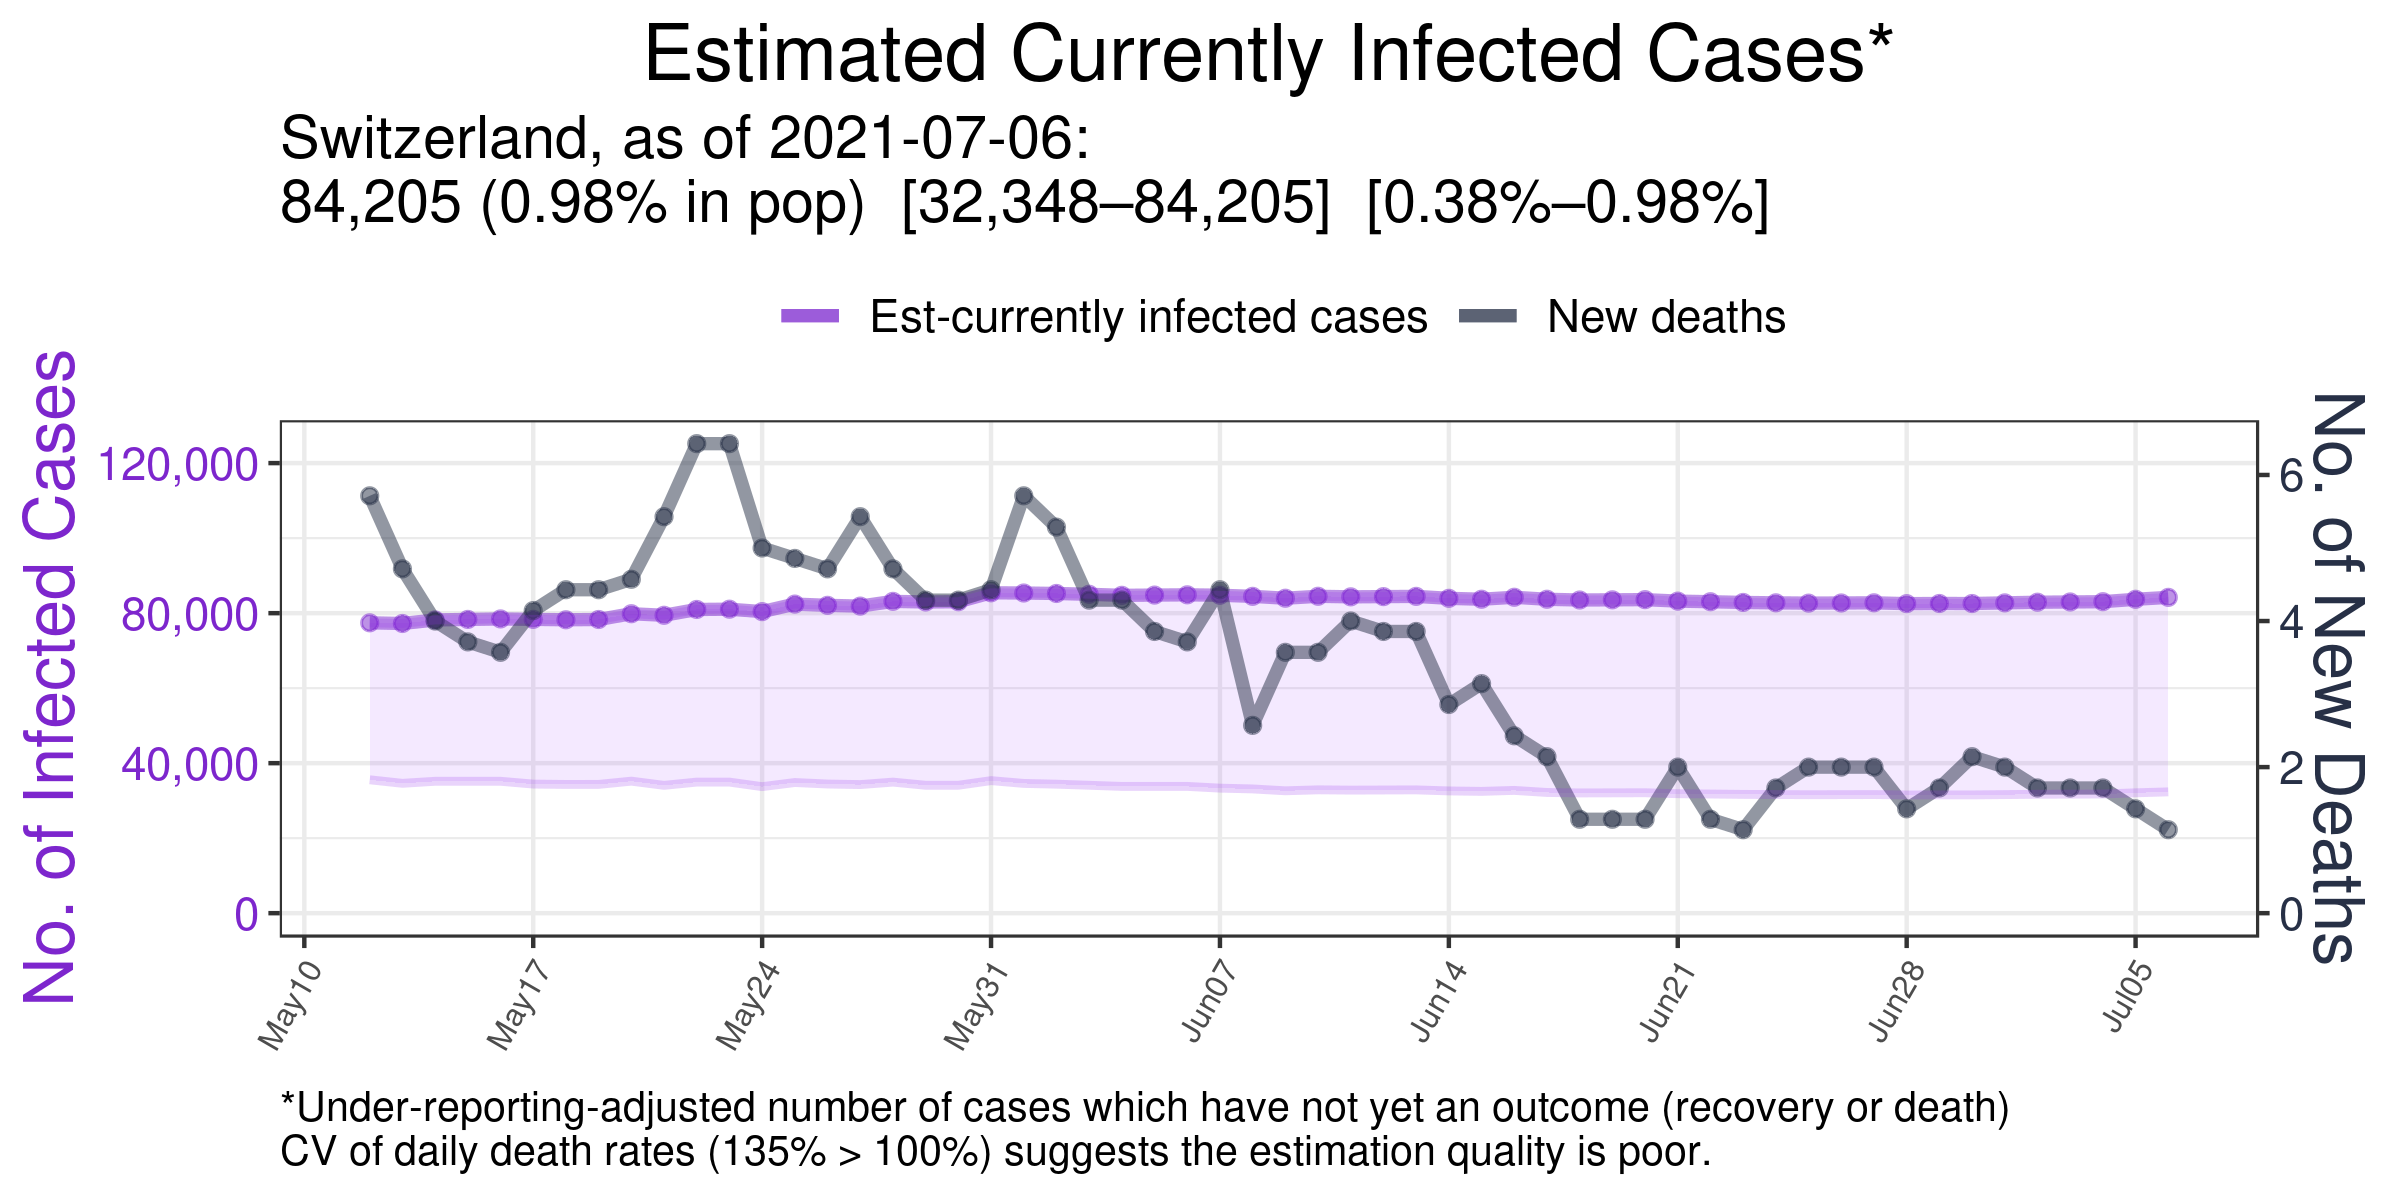 Estimated Currently Infected Cases*
Switzerland, as of 2021-07-06:
84,205 (0.98% in pop)  [32,348–84,205]  [0.38%–0.98%]
Est-currently infected cases
New deaths
No. of Infected Cases
120,000
80,000
40,000
0
No. of New Deaths
6
4
2
0
May10
May17
May24
May31
Jun07
Jun14
Jun21
Jun28
Jul05
*Under-reporting-adjusted number of cases which have not yet an outcome (recovery or death)
CV of daily death rates (135% > 100%) suggests the estimation quality is poor.